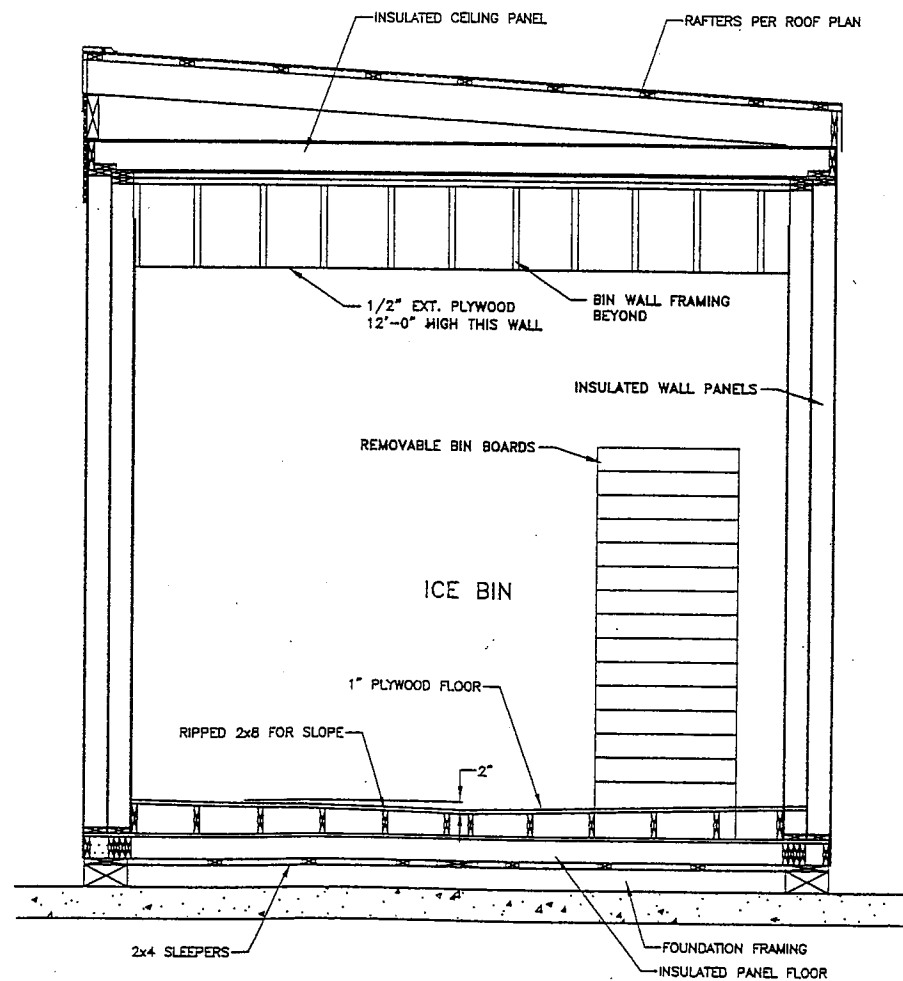 INSULATED CEILING PANEL
RAFTERS PER ROOF PLAN
1/2" EXT. PLYWOOD
12'-0" HIGH THIS WALL
BIN WALL FRAMING
BEYOND
INSULATED WALL PANELS
REMOVABLE BIN BOARDS
ICE BIN
1" PLYWOOD FLOOR
RIPPED 2x8 FOR SLOPE
2"
2x4 SLEEPERS
FOUNDATION FRAMING
INSULATED PANEL FLOOR